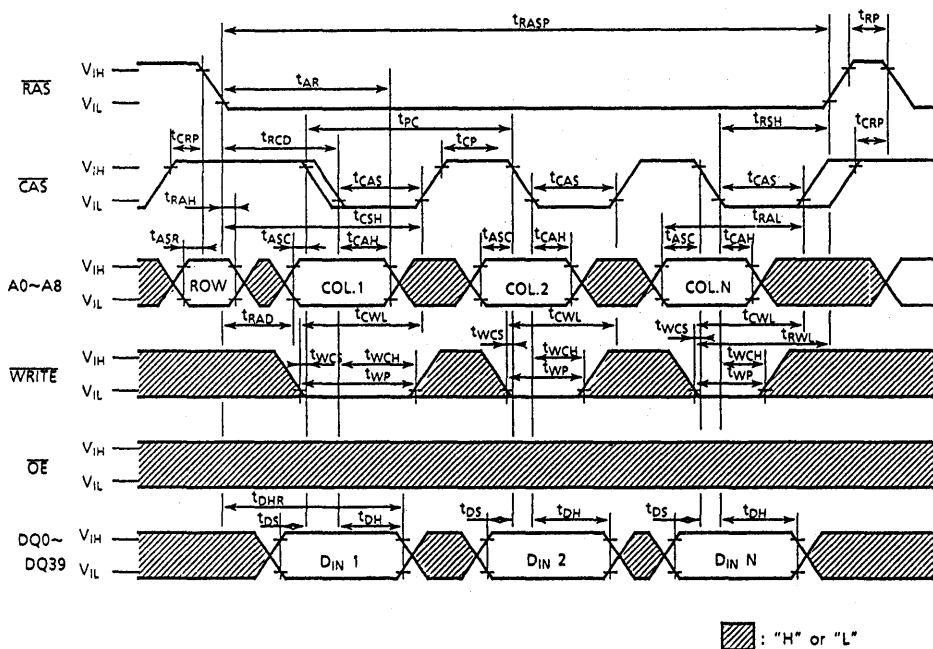 tRASP tRP
RAS VIH VIL tAR
tPC tRSH
tCRP tRCD tCP tCRP
CAS VIH VIL tCAS tCAS tCAS
tRAH tCSH tRAL
tASR tASC tCAH tASC tCAH tASC tCAH
A0~A8 VIH VIL ROW COL.1 COL.2 COL.N
tRAD tCWL tCWL tCWL
tWCS tWCS tRWL
WRITE VIH VIL tWCS tWCH tWCH tWCH
tWP tWP tWP
OE VIH VIL
tDHR
tDS tDH tDS tDH tDS tDH
DQ0~ DQ39 VIH VIL DIN 1 DIN 2 DIN N
: "H" or "L"